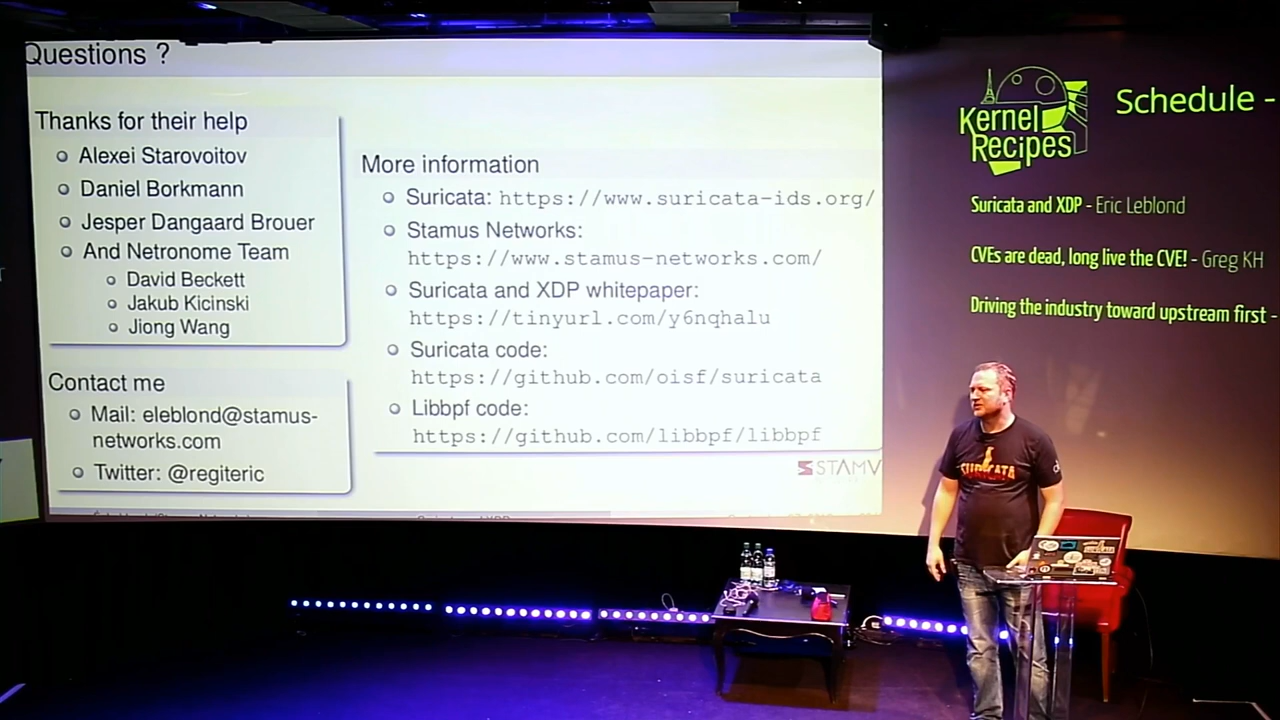 Questions ?
Thanks for their help
Alexei Starovoitov
Daniel Borkmann
Jesper Dangaard Brouer
And Netronome Team
David Beckett
Jakub Kicinski
Jiong Wang
Contact me
Mail: eleblond@stamus-
networks.com
Twitter: @regiteric
More information
Suricata: https://www.suricata-ids.org/
Stamus Networks:
https://www.stamus-networks.com/
Suricata and XDP whitepaper:
https://tinyurl.com/y6nqhalu
Suricata code:
https://github.com/oisf/suricata
Libbpf code:
https://github.com/libbpf/libbpf
STAMV
Kernel
Recipes
Schedule -
Suricata and XDP - Eric Leblond
CVEs are dead, long live the CVE! - Greg KH
Driving the industry toward upstream first -
SURICATA